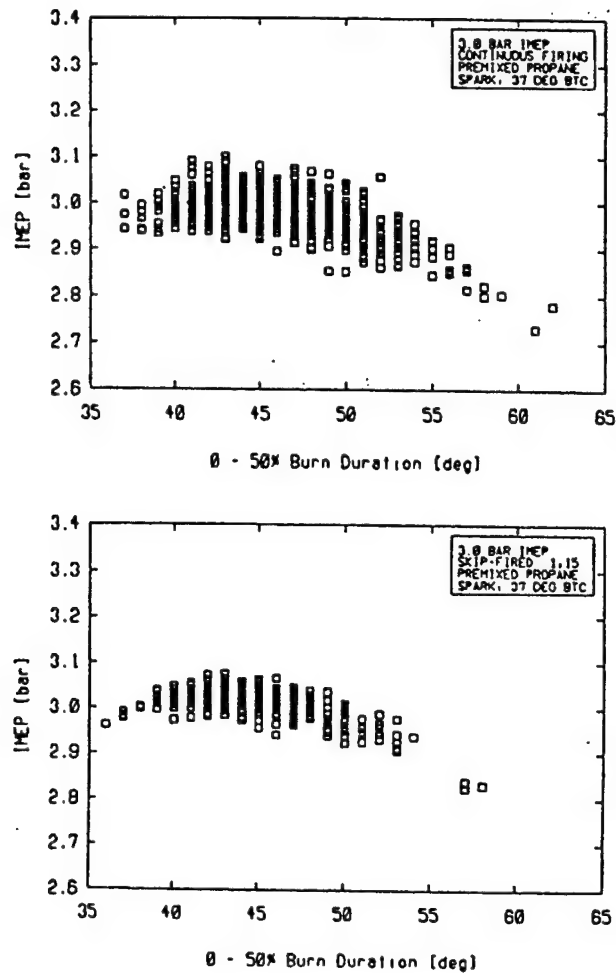 3.4
3.3
3.2
3.1
3.0
2.9
2.8
2.7
2.6
IMEP [bar]
3.0 BAR IMEP
CONTINUOUS FIRING
PREMIXED PROPANE
SPARK: 37 DEG BTC
35 40 45 50 55 60 65
0 - 50% Burn Duration [deg]
3.4
3.3
3.2
3.1
3.0
2.9
2.8
2.7
2.6
IMEP [bar]
3.0 BAR IMEP
SKIP-FIRED 1:15
PREMIXED PROPANE
SPARK: 37 DEG BTC
35 40 45 50 55 60 65
0 - 50% Burn Duration [deg]